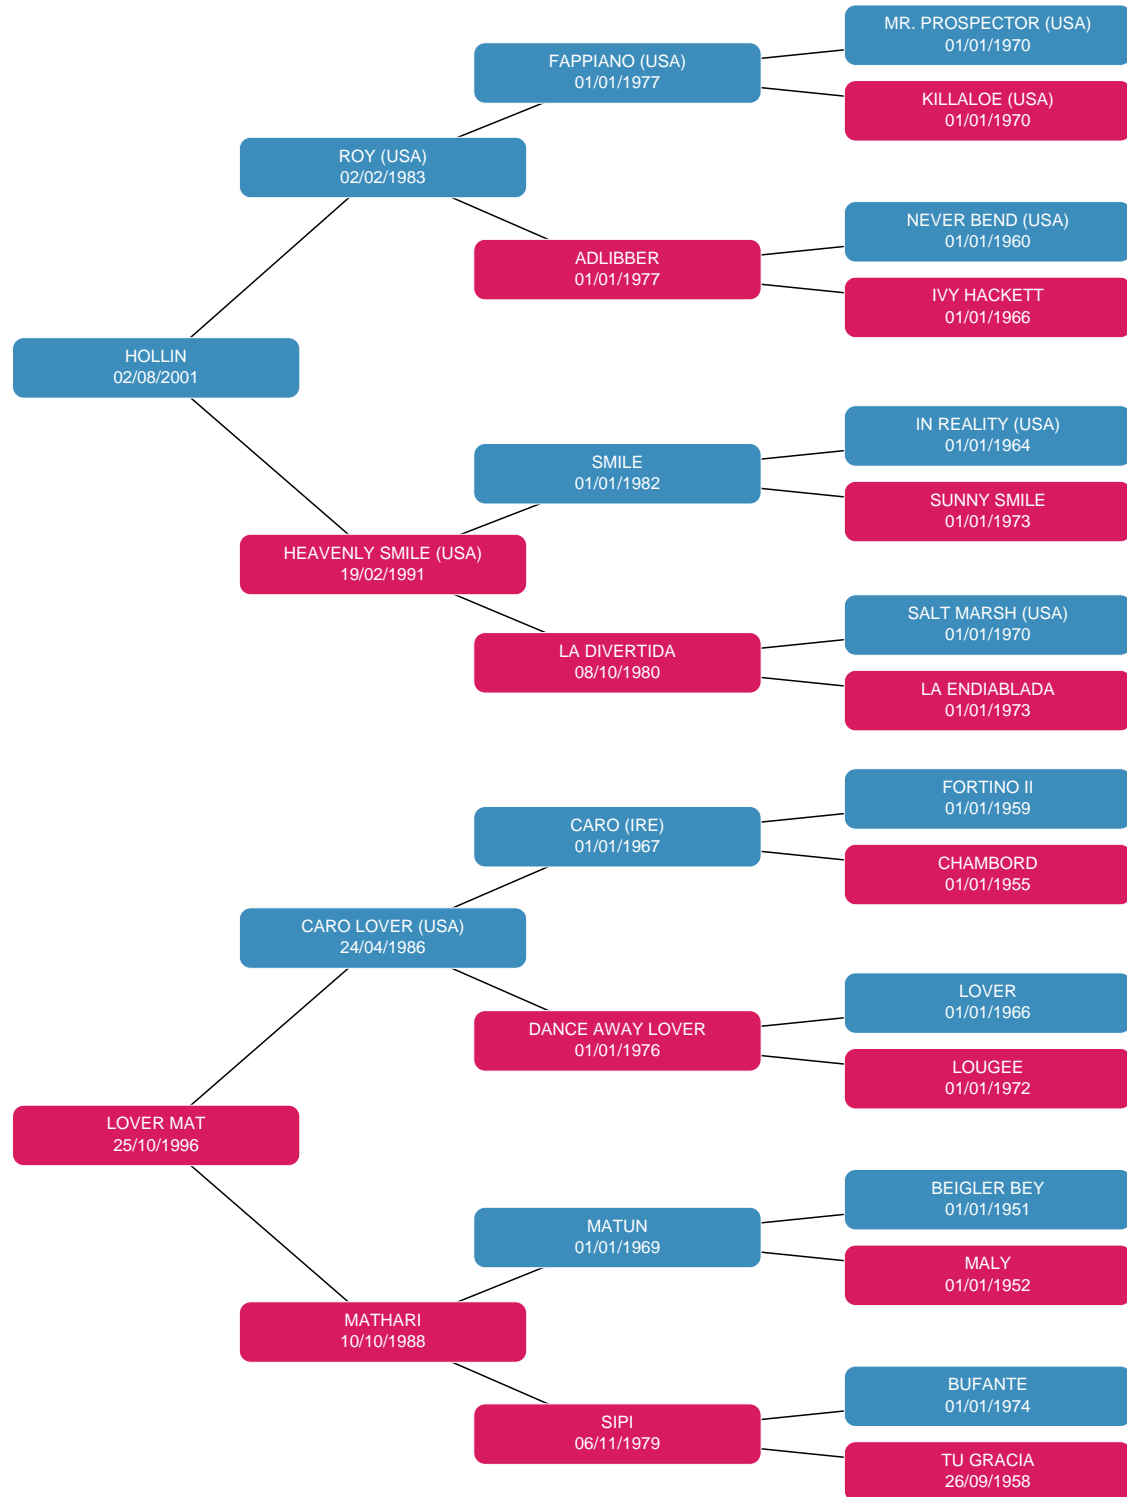 MR. PROSPECTOR (USA)
01/01/1970
FAPPIANO (USA)
01/01/1977
KILLALOE (USA)
01/01/1970
ROY (USA)
02/02/1983
NEVER BEND (USA)
01/01/1960
ADLIBBER
01/01/1977
IVY HACKETT
01/01/1966
HOLLIN
02/08/2001
IN REALITY (USA)
01/01/1964
SMILE
01/01/1982
SUNNY SMILE
01/01/1973
HEAVENLY SMILE (USA)
19/02/1991
SALT MARSH (USA)
01/01/1970
LA DIVERTIDA
08/10/1980
LA ENDIABLADA
01/01/1973
FORTINO II
01/01/1959
CARO (IRE)
01/01/1967
CHAMBORD
01/01/1955
CARO LOVER (USA)
24/04/1986
LOVER
01/01/1966
DANCE AWAY LOVER
01/01/1976
LOUGEE
01/01/1972
LOVER MAT
25/10/1996
BEIGLER BEY
01/01/1951
MATUN
01/01/1969
MALY
01/01/1952
MATHARI
10/10/1988
BUFANTE
01/01/1974
SIPI
06/11/1979
TU GRACIA
26/09/1958